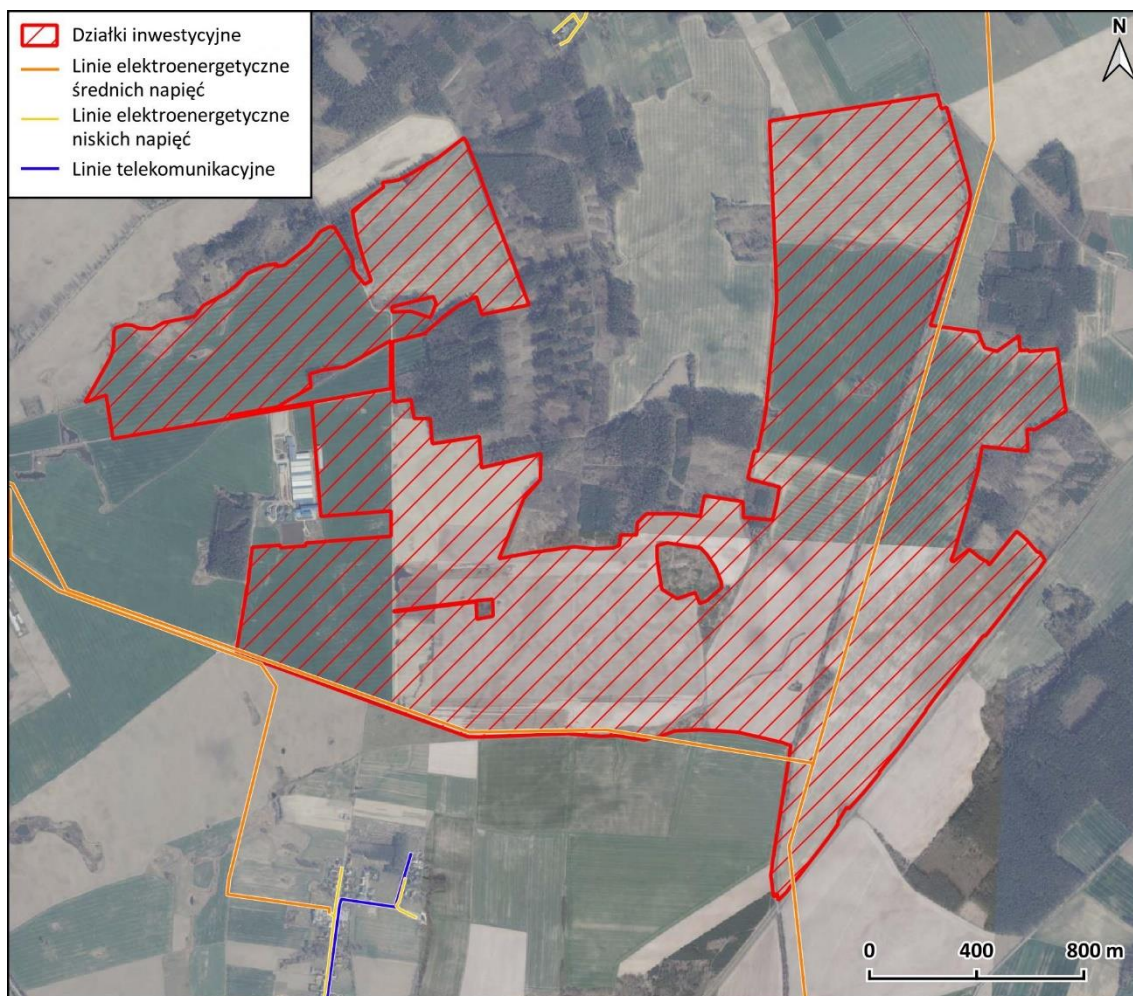 Działki inwestycyjne
Linie elektroenergetyczne
średnich napięć
Linie elektroenergetyczne
niskich napięć
Linie telekomunikacyjne
N
0 400 800 m